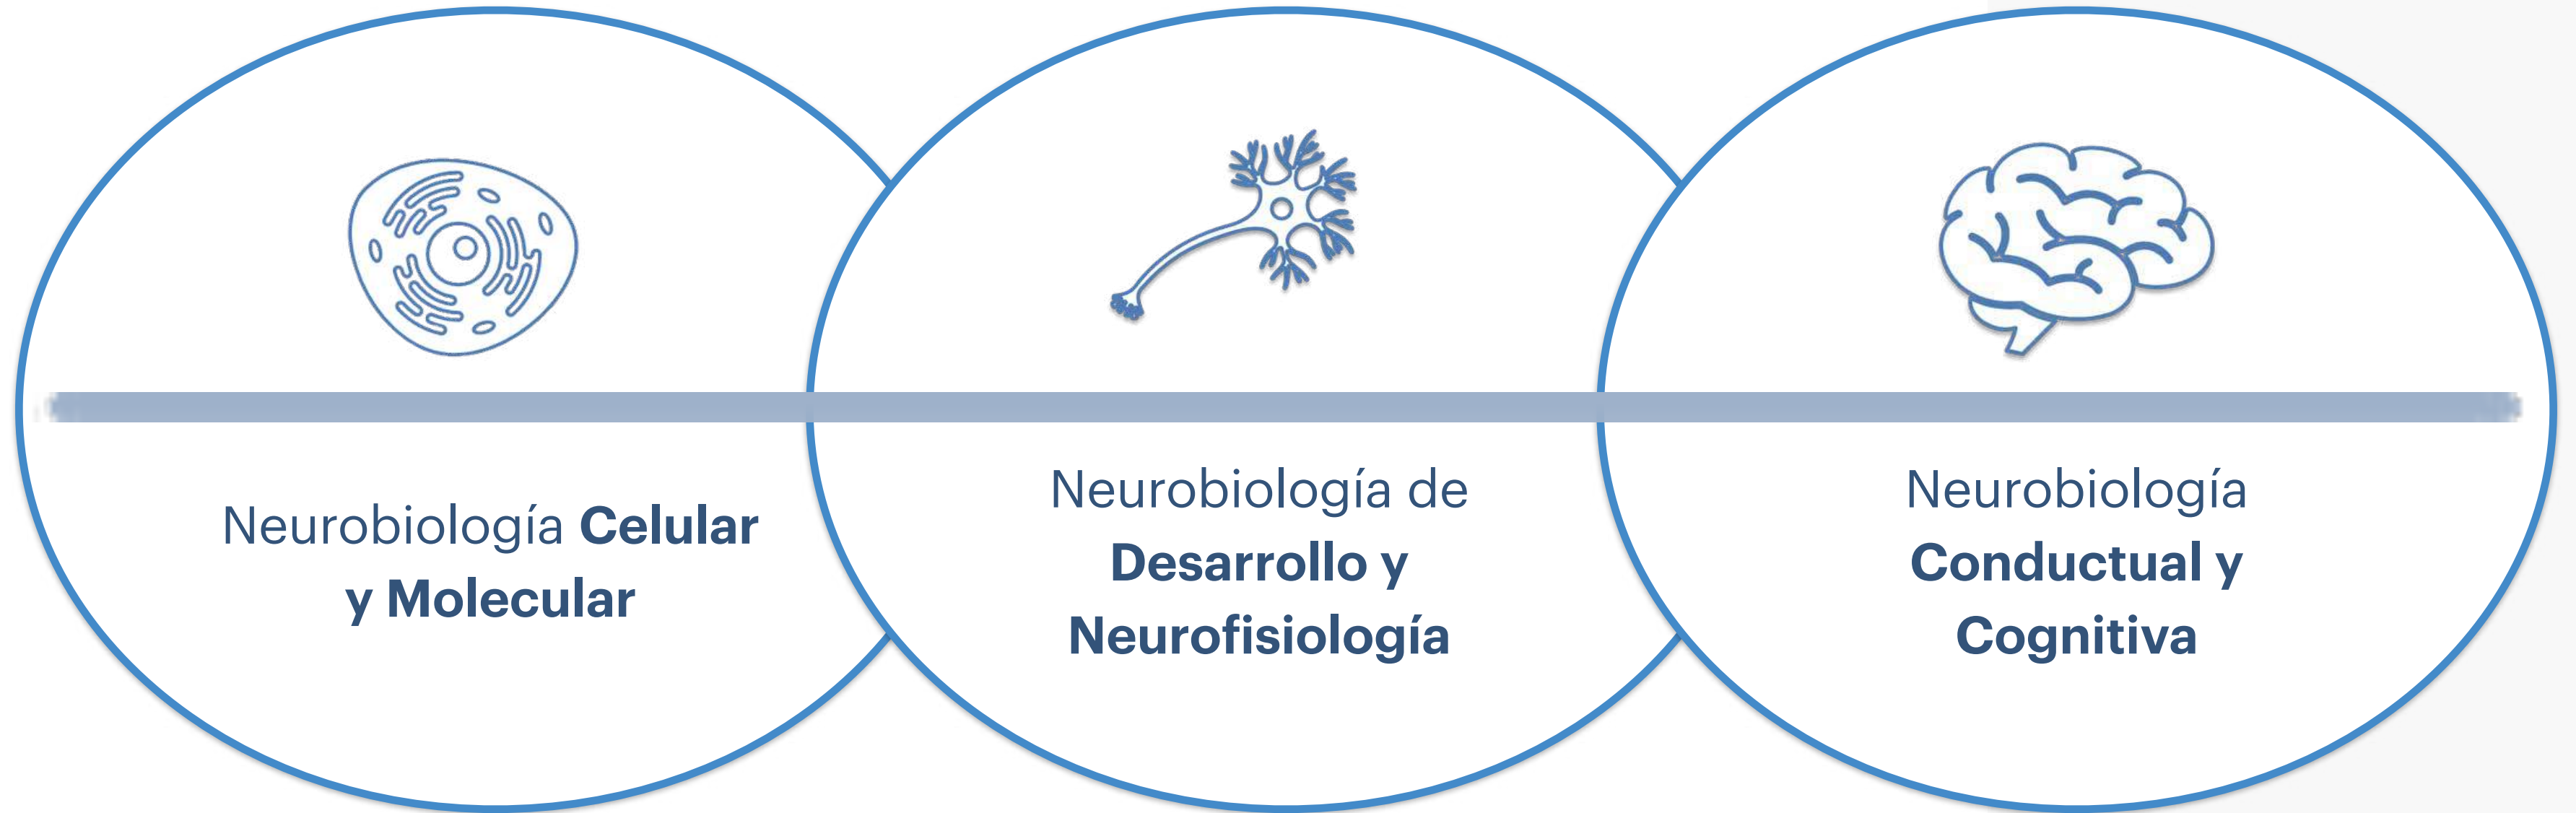 Neurobiología Celular
y Molecular
Neurobiología de
Desarrollo y
Neurofisiología
Neurobiología
Conductual y
Cognitiva